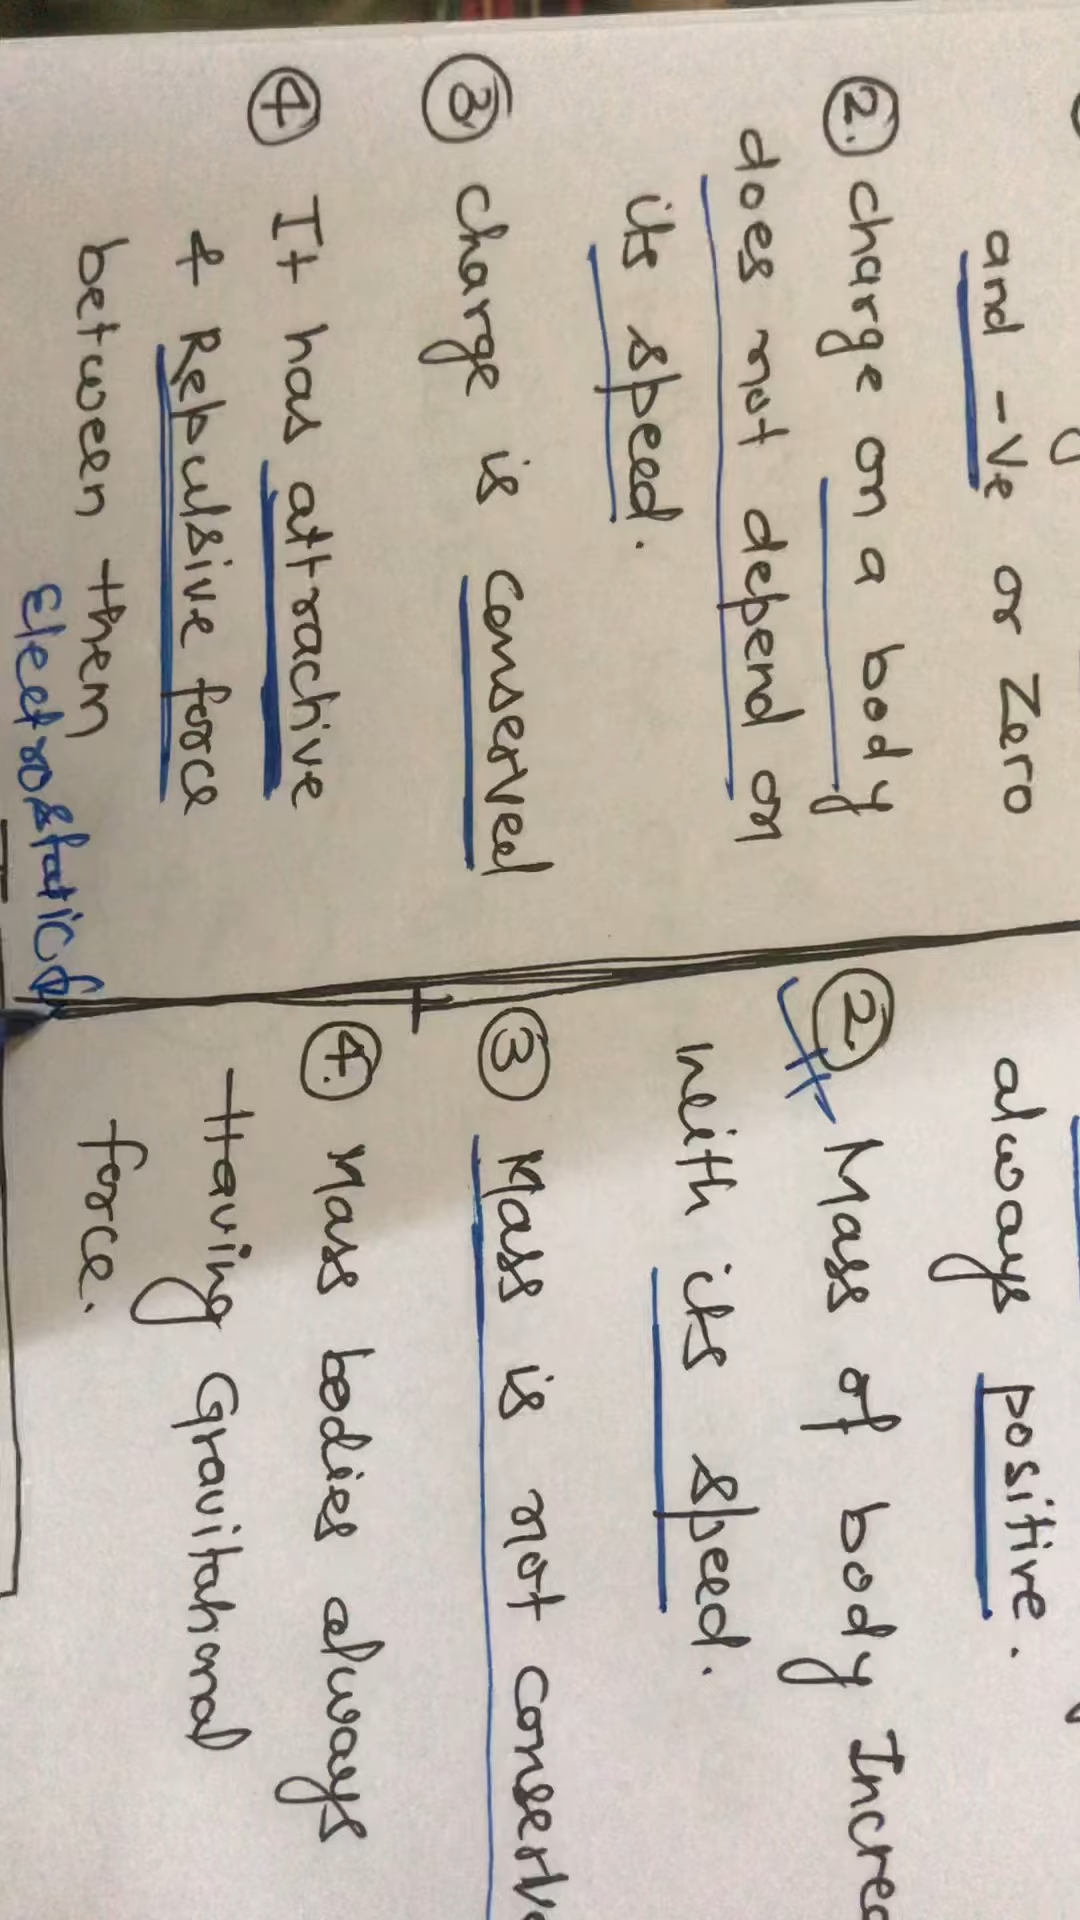 and -ve or Zero
② charge on a body
does not depend on
its speed.
③ charge is conserved
④ It has attractive
& Repulsive force
between them
Electrostatic
always positive.
② Mass of body Increa
with its speed.
③ Mass is not conserv
④ Mass bodies always
Having Gravitational
force.